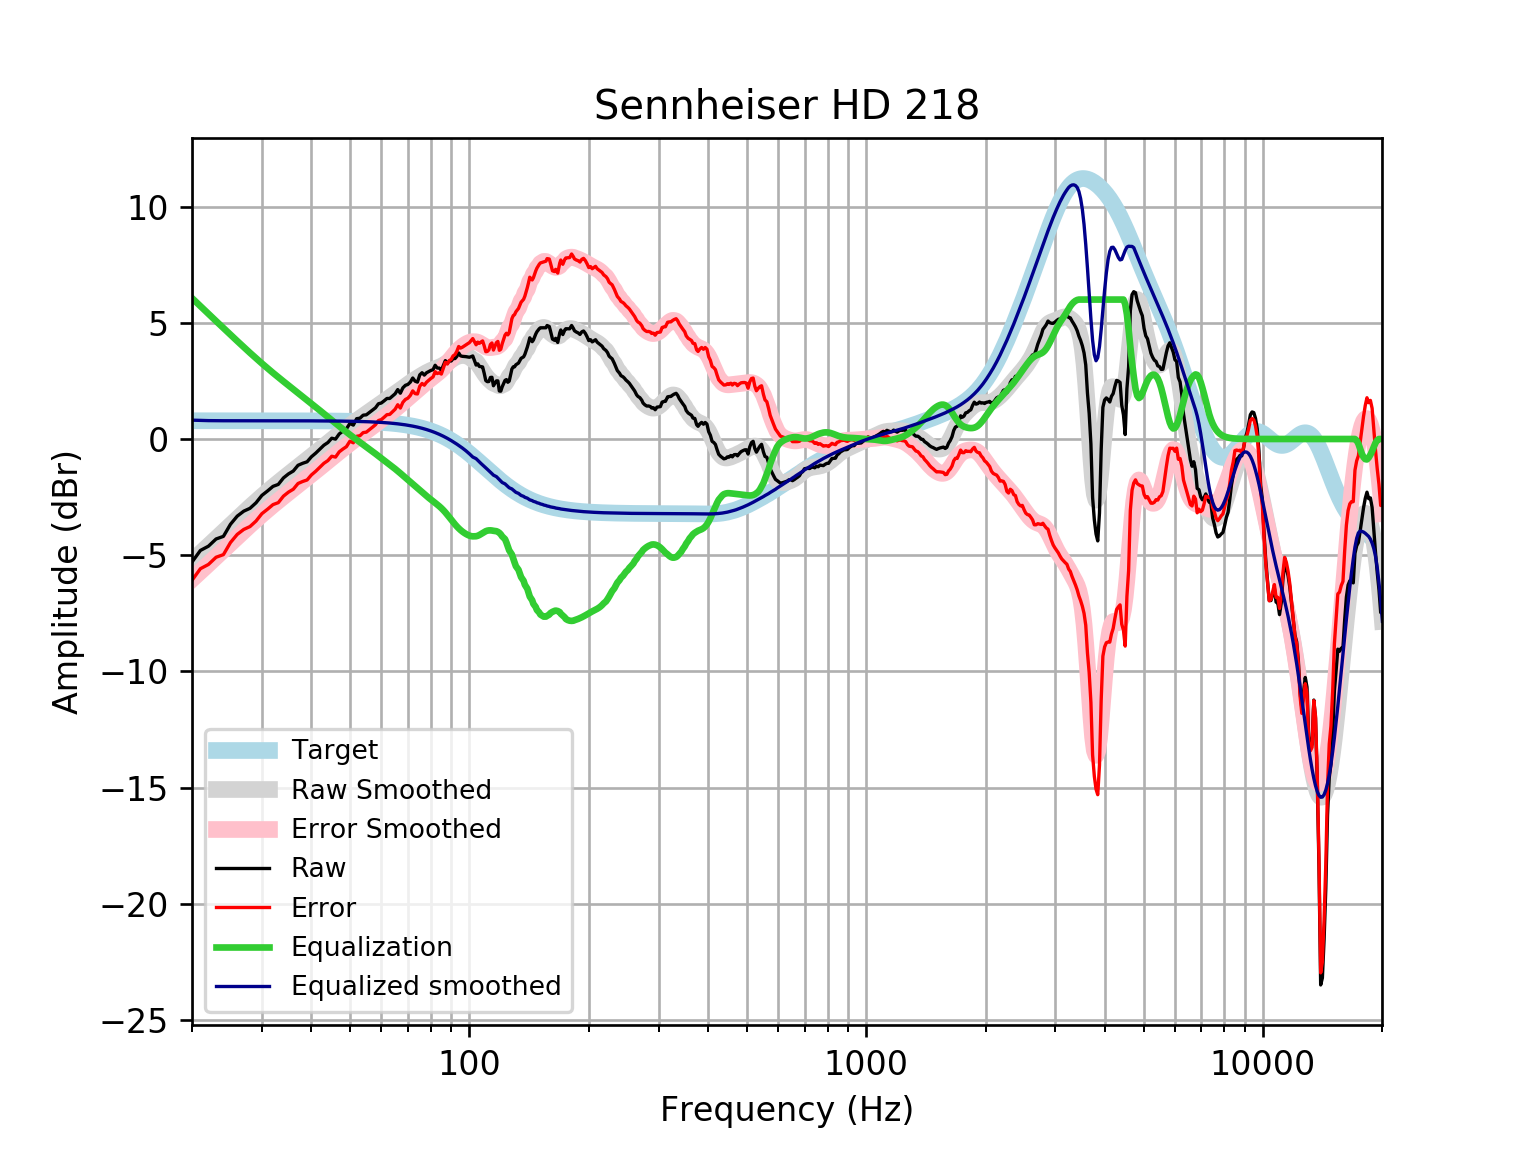 Sennheiser HD 218
10
5
0
−5
−10
−15
−20
−25
Amplitude (dBr)
Target
Raw Smoothed
Error Smoothed
Raw
Error
Equalization
Equalized smoothed
100 1000 10000
Frequency (Hz)